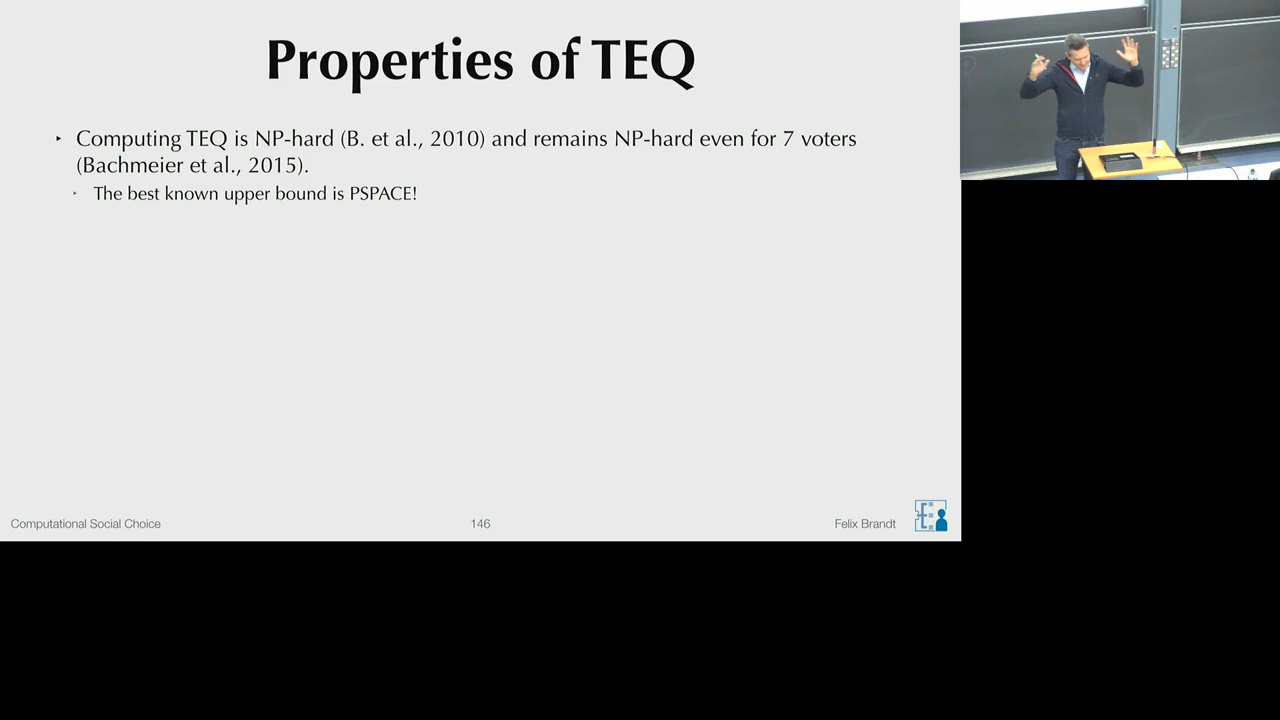 Properties of TEQ
‣ Computing TEQ is NP-hard (B. et al., 2010) and remains NP-hard even for 7 voters
(Bachmeier et al., 2015).
‣ The best known upper bound is PSPACE!
Computational Social Choice
146
Felix Brandt